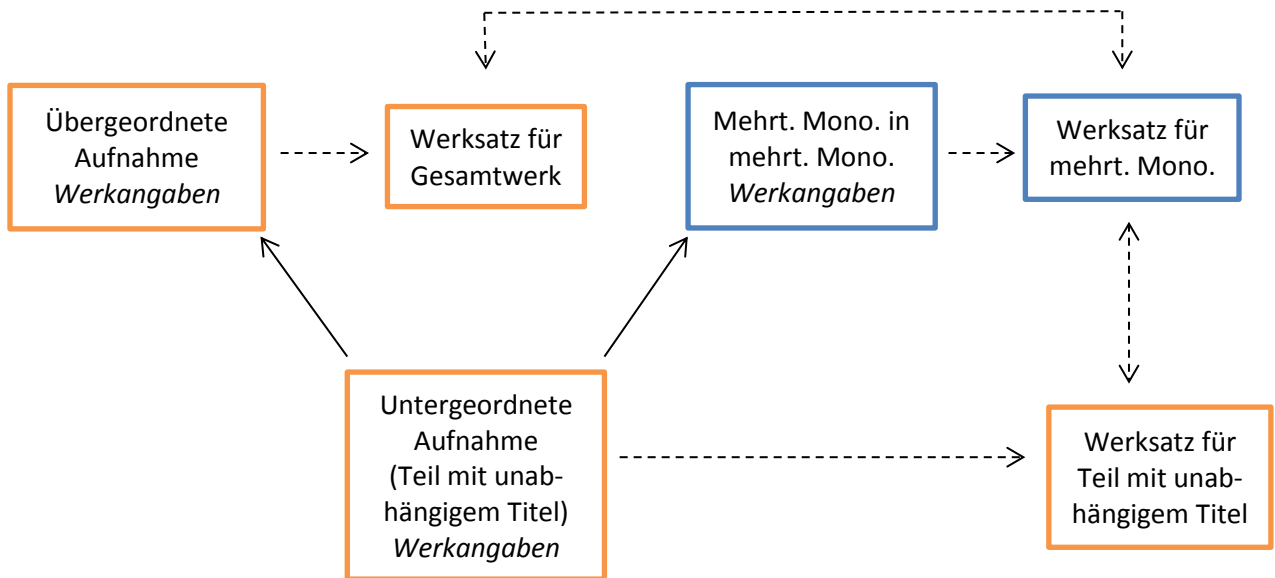 Übergeordnete
Aufnahme
Werkangaben
Werksatz für
Gesamtwerk
Mehrt. Mono. in
mehrt. Mono.
Werkangaben
Werksatz für
mehrt. Mono.
Untergeordnete
Aufnahme
(Teil mit unab-
hängigem Titel)
Werkangaben
Werksatz für
Teil mit unab-
hängigem Titel